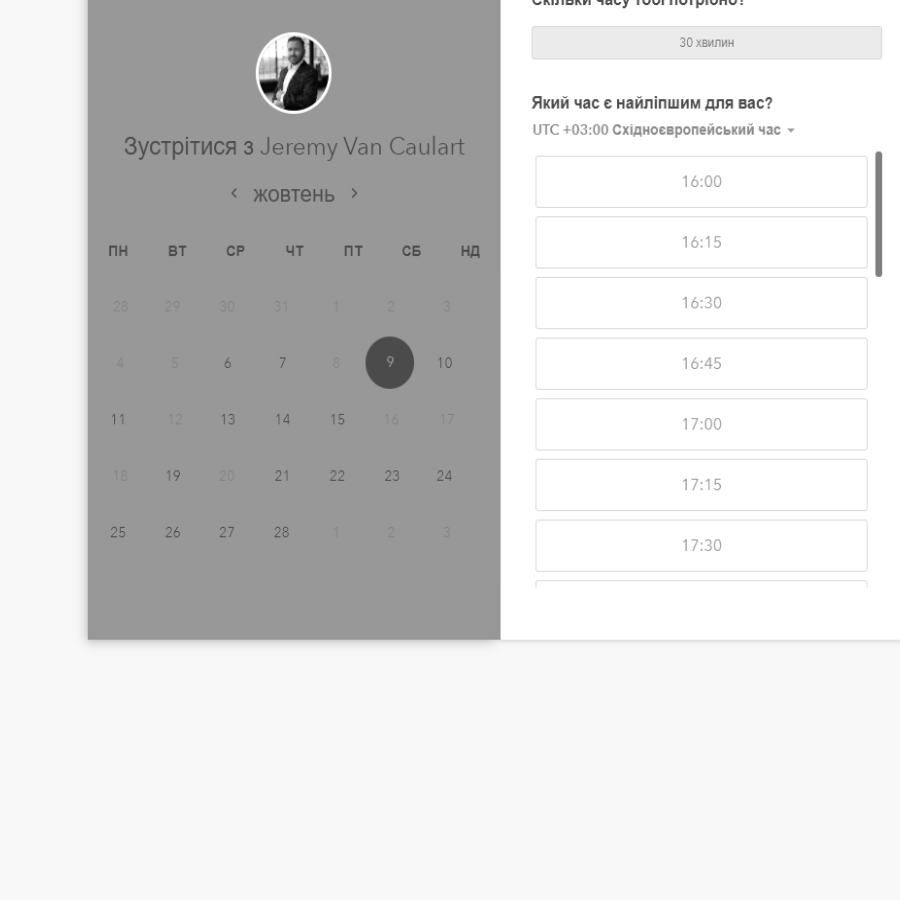 Зустрітися з Jeremy Van Caulart
жовтень
ПН ВТ СР ЧТ ПТ СБ НД
28 29 30 31 1 2 3
4 5 6 7 8 9 10
11 12 13 14 15 16 17
18 19 20 21 22 23 24
25 26 27 28 1 2 3
Скільки часу тобі потрібно?
30 хвилин
Який час є найліпшим для вас?
UTC +03:00 Східноєвропейський час
16:00
16:15
16:30
16:45
17:00
17:15
17:30